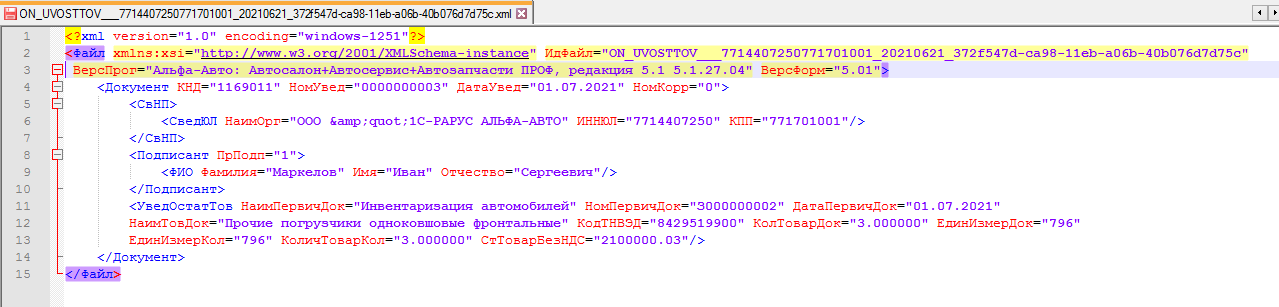 ON_UVOSTTOV___7714407250771701001_20210621_372f547d-ca98-11eb-a06b-40b076d7d75c.xml
1 <?xml version="1.0" encoding="windows-1251"?>
2 <Файл xmlns:xsi="http://www.w3.org/2001/XMLSchema-instance" ИдФайл="ON_UVOSTTOV___7714407250771701001_20210621_372f547d-ca98-11eb-a06b-40b076d7d75c"
3 ВерсПрог="Альфа-Авто: Автосалон+Автосервис+Автозапчасти ПРОФ, редакция 5.1 5.1.27.04" ВерсФорм="5.01">
4 <Документ КНД="1169011" НомУвед="0000000003" ДатаУвед="01.07.2021" НомКорр="0">
5 <СвНП>
6 <СведЮЛ НаимОрг="ООО &amp;quot;1С-РАРУС АЛЬФА-АВТО" ИННЮЛ="7714407250" КПП="771701001"/>
7 </СвНП>
8 <Подписант ПрПодп="1">
9 <ФИО Фамилия="Маркелов" Имя="Иван" Отчество="Сергеевич"/>
10 </Подписант>
11 <УведОстатТов НаимПервичДок="Инвентаризация автомобилей" НомПервичДок="3000000002" ДатаПервичДок="01.07.2021"
12 НаимТовДок="Прочие погрузчики одноковшовые фронтальные" КодТНВЭД="8429519900" КолТоварДок="3.000000" ЕдинИзмерДок="796"
13 ЕдинИзмерКол="796" КоличТоварКол="3.000000" СтТоварБезНДС="2100000.03"/>
14 </Документ>
15 </Файл>